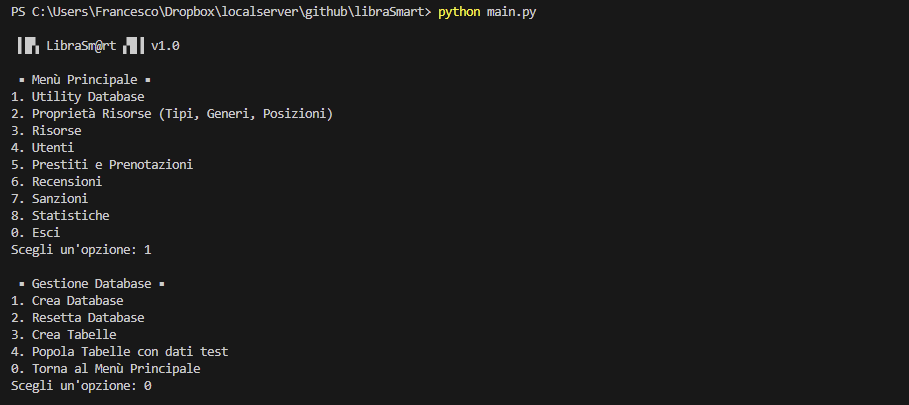 PS C:\Users\Francesco\Dropbox\localserver\github\libraSmart> python main.py
LibraSm@rt v1.0
▪ Menù Principale ▪
1. Utility Database
2. Proprietà Risorse (Tipi, Generi, Posizioni)
3. Risorse
4. Utenti
5. Prestiti e Prenotazioni
6. Recensioni
7. Sanzioni
8. Statistiche
0. Esci
Scegli un'opzione: 1
▪ Gestione Database ▪
1. Crea Database
2. Resetta Database
3. Crea Tabelle
4. Popola Tabelle con dati test
0. Torna al Menù Principale
Scegli un'opzione: 0